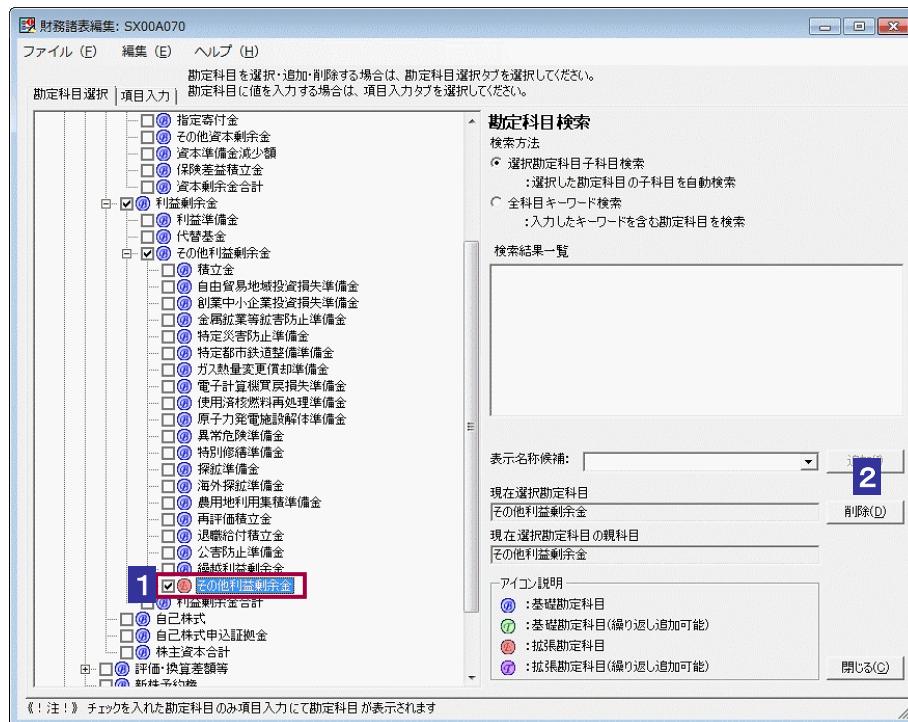 財務諸表編集: SX00A070
ファイル (F) 編集 (E) ヘルプ (H)
勘定科目を選択・追加・削除する場合は、勘定科目選択タブを選択してください。
勘定科目に値を入力する場合は、項目入力タブを選択してください。
勘定科目選択 項目入力
指定寄付金
その他資本剰余金
資本準備金減少額
保険差益積立金
資本剰余金合計
利益剰余金
利益準備金
代替基金
その他利益剰余金
積立金
自由貿易地域投資損失準備金
創業中小企業投資損失準備金
金属鉱業等鉱害防止準備金
特定災害防止準備金
特定都市鉄道整備準備金
ガス熱量変更償却準備金
電子計算機買戻損失準備金
使用済核燃料再処理準備金
原子力発電施設解体準備金
異常危険準備金
特別修繕準備金
探鉱準備金
海外探鉱準備金
農用地利用集積準備金
再評価積立金
退職給付積立金
公害防止準備金
繰越利益剰余金
1 その他利益剰余金
利益剰余金合計
自己株式
自己株式申込証拠金
株主資本合計
評価・換算差額等
新株予約権
勘定科目検索
検索方法
選択勘定科目子科目検索
:選択した勘定科目の子科目を自動検索
全科目キーワード検索
:入力したキーワードを含む勘定科目を検索
検索結果一覧
表示名称候補:
2
現在選択勘定科目
その他利益剰余金 削除(D)
現在選択勘定科目の親科目
その他利益剰余金
アイコン説明
:基礎勘定科目
:基礎勘定科目(繰り返し追加可能)
:拡張勘定科目
:拡張勘定科目(繰り返し追加可能)
閉じる(C)
《!注!》 チェックを入れた勘定科目のみ項目入力にて勘定科目が表示されます